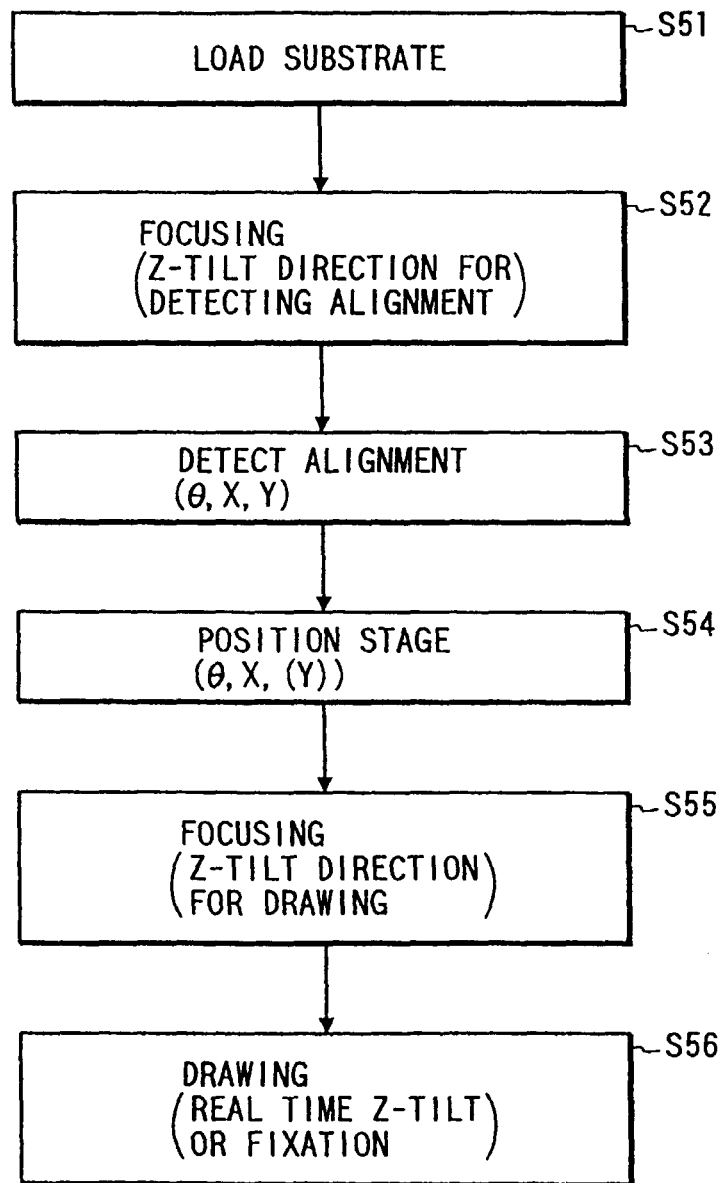 LOAD SUBSTRATE
S51
FOCUSING
(Z-TILT DIRECTION FOR
DETECTING ALIGNMENT)
S52
DETECT ALIGNMENT
(θ, X, Y)
S53
POSITION STAGE
(θ, X, (Y))
S54
FOCUSING
(Z-TILT DIRECTION
FOR DRAWING)
S55
DRAWING
(REAL TIME Z-TILT
OR FIXATION)
S56